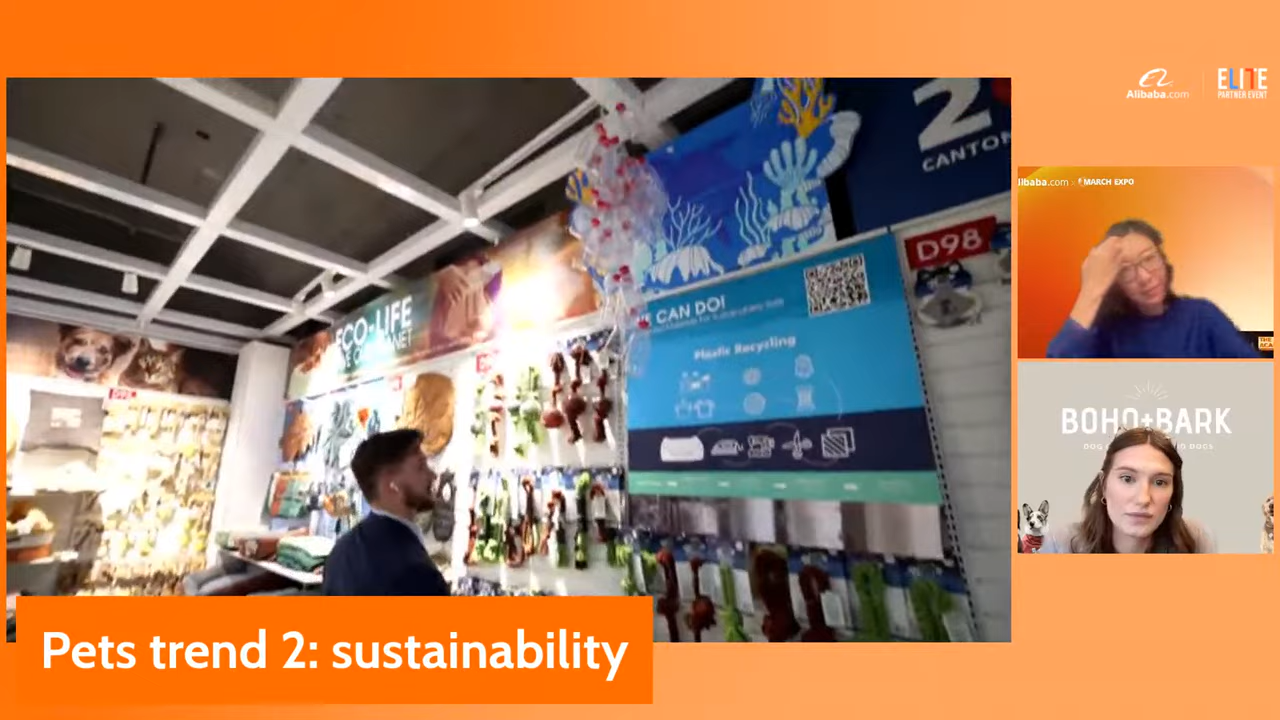 Alibaba.com
ELITE
PARTNER EVENT
libaba.com
MARCH EXPO
2
CANTON
D98
ECO-LIFE
E CAN DO!
Plastic Recycling
BOHO+BARK
Pets trend 2: sustainability